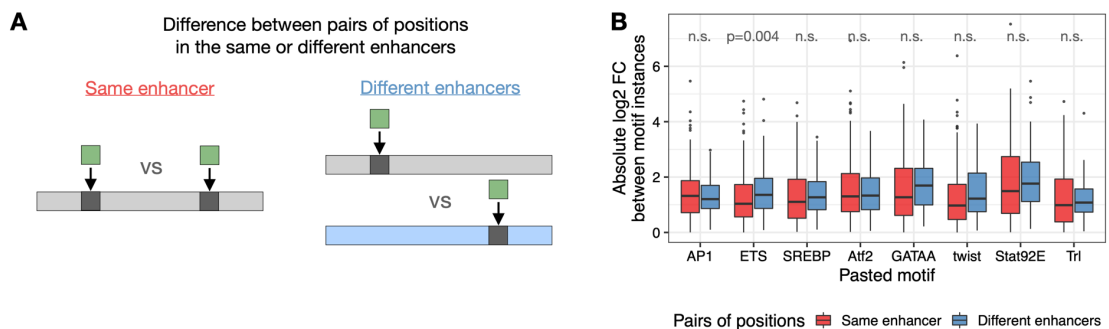 A
Difference between pairs of positions
in the same or different enhancers
Same enhancer
Different enhancers
VS
VS
B
Absolute log2 FC
between motif instances
6
4
2
0
n.s. p=0.004 n.s. n.s. n.s. n.s. n.s. n.s.
AP1 ETS SREBP Atf2 GATAA twist Stat92E Trl
Pasted motif
Pairs of positions Same enhancer Different enhancers